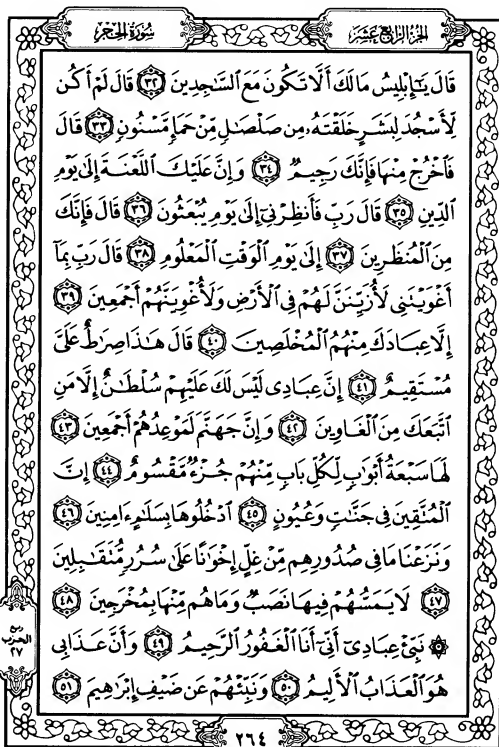 الجزء الرابع عشر
سورة الحجر
قَالَ يَٰٓإِبْلِيسُ مَا لَكَ أَلَّا تَكُونَ مَعَ ٱلسَّٰجِدِينَ ٣٢ قَالَ لَمْ أَكُن
لِّأَسْجُدَ لِبَشَرٍ خَلَقْتَهُۥ مِن صَلْصَٰلٍ مِّنْ حَمَإٍ مَّسْنُونٍ ٣٣ قَالَ
فَٱخْرُجْ مِنْهَا فَإِنَّكَ رَجِيمٌ ٣٤ وَإِنَّ عَلَيْكَ ٱللَّعْنَةَ إِلَىٰ يَوْمِ
ٱلدِّينِ ٣٥ قَالَ رَبِّ فَأَنظِرْنِىٓ إِلَىٰ يَوْمِ يُبْعَثُونَ ٣٦ قَالَ فَإِنَّكَ
مِنَ ٱلْمُنظَرِينَ ٣٧ إِلَىٰ يَوْمِ ٱلْوَقْتِ ٱلْمَعْلُومِ ٣٨ قَالَ رَبِّ بِمَآ
أَغْوَيْتَنِى لَأُزَيِّنَنَّ لَهُمْ فِى ٱلْأَرْضِ وَلَأُغْوِيَنَّهُمْ أَجْمَعِينَ ٣٩
إِلَّا عِبَادَكَ مِنْهُمُ ٱلْمُخْلَصِينَ ٤٠ قَالَ هَٰذَا صِرَٰطٌ عَلَىَّ
مُسْتَقِيمٌ ٤١ إِنَّ عِبَادِى لَيْسَ لَكَ عَلَيْهِمْ سُلْطَٰنٌ إِلَّا مَنِ
ٱتَّبَعَكَ مِنَ ٱلْغَاوِينَ ٤٢ وَإِنَّ جَهَنَّمَ لَمَوْعِدُهُمْ أَجْمَعِينَ ٤٣
لَهَا سَبْعَةُ أَبْوَٰبٍ لِّكُلِّ بَابٍ مِّنْهُمْ جُزْءٌ مَّقْسُومٌ ٤٤ إِنَّ
ٱلْمُتَّقِينَ فِى جَنَّٰتٍ وَعُيُونٍ ٤٥ ٱدْخُلُوهَا بِسَلَٰمٍ ءَامِنِينَ ٤٦
وَنَزَعْنَا مَا فِى صُدُورِهِم مِّنْ غِلٍّ إِخْوَٰنًا عَلَىٰ سُرُرٍ مُّتَقَٰبِلِينَ
٤٧ لَا يَمَسُّهُمْ فِيهَا نَصَبٌ وَمَا هُم مِّنْهَا بِمُخْرَجِينَ ٤٨
۞ نَبِّئْ عِبَادِىٓ أَنِّىٓ أَنَا ٱلْغَفُورُ ٱلرَّحِيمُ ٤٩ وَأَنَّ عَذَابِى
هُوَ ٱلْعَذَابُ ٱلْأَلِيمُ ٥٠ وَنَبِّئْهُمْ عَن ضَيْفِ إِبْرَٰهِيمَ ٥١
ربع
الحزب
٢٧
٢٦٤